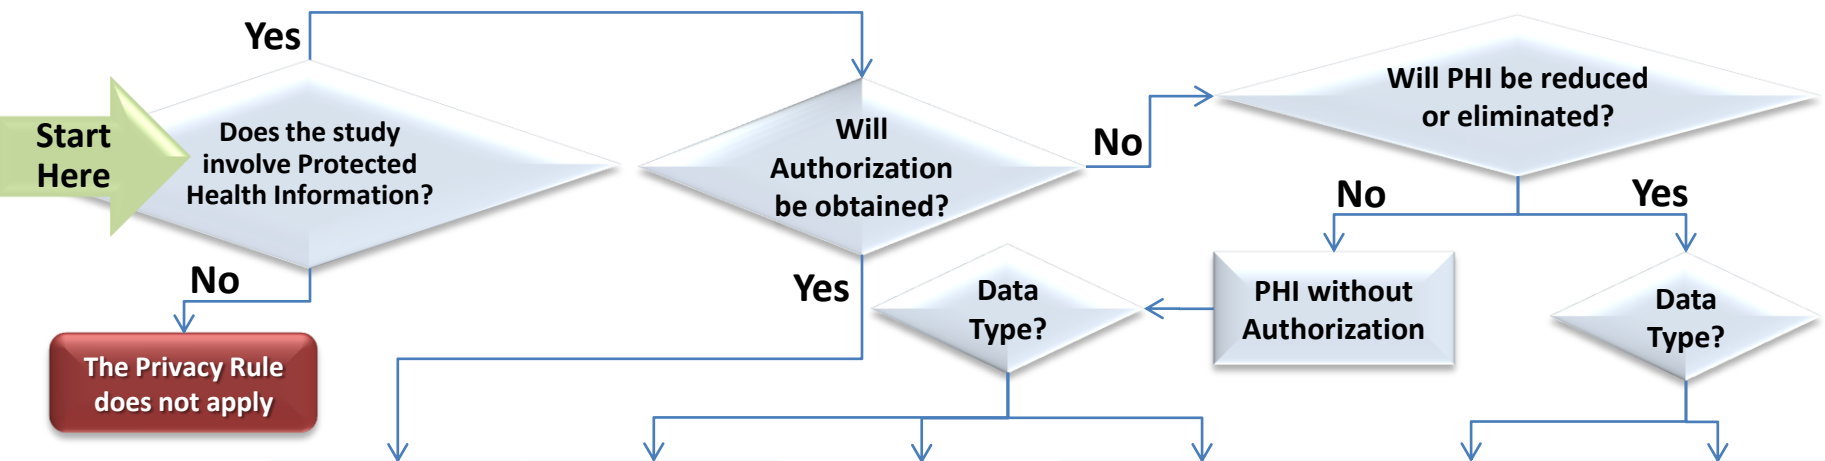 Start
Here
Does the study
involve Protected
Health Information?
Yes
No
The Privacy Rule
does not apply
Will
Authorization
be obtained?
No
Yes
Will PHI be reduced
or eliminated?
No
Yes
PHI without
Authorization
Data
Type?
Data
Type?